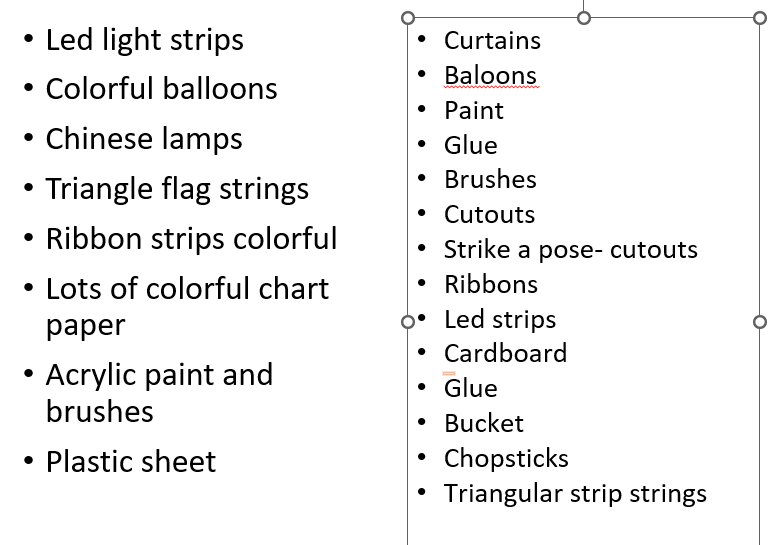 • Led light strips
• Colorful balloons
• Chinese lamps
• Triangle flag strings
• Ribbon strips colorful
• Lots of colorful chart
paper
• Acrylic paint and
brushes
• Plastic sheet
• Curtains
• Baloons
• Paint
• Glue
• Brushes
• Cutouts
• Strike a pose- cutouts
• Ribbons
• Led strips
• Cardboard
• Glue
• Bucket
• Chopsticks
• Triangular strip strings